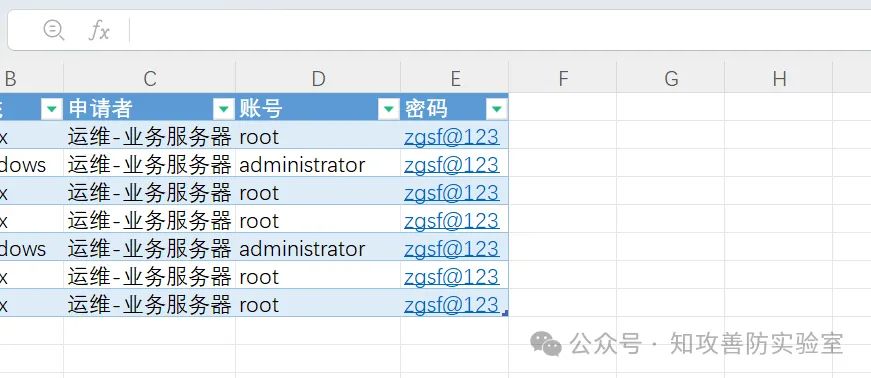 fx
B C D E F G H
申请者 账号 密码
x 运维-业务服务器 root zgsf@123
dows 运维-业务服务器 administrator zgsf@123
x 运维-业务服务器 root zgsf@123
x 运维-业务服务器 root zgsf@123
dows 运维-业务服务器 administrator zgsf@123
x 运维-业务服务器 root zgsf@123
x 运维-业务服务器 root zgsf@123
公众号 · 知攻善防实验室